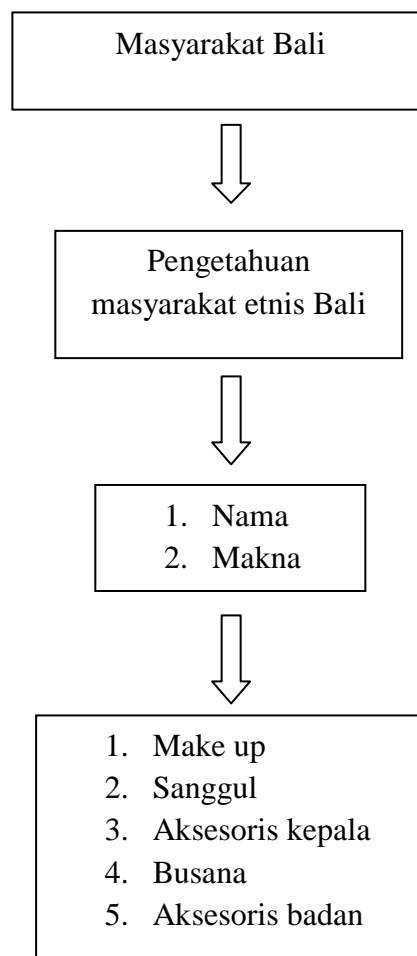 Masyarakat Bali
Pengetahuan
masyarakat etnis Bali
1. Nama
2. Makna
1. Make up
2. Sanggul
3. Aksesoris kepala
4. Busana
5. Aksesoris badan